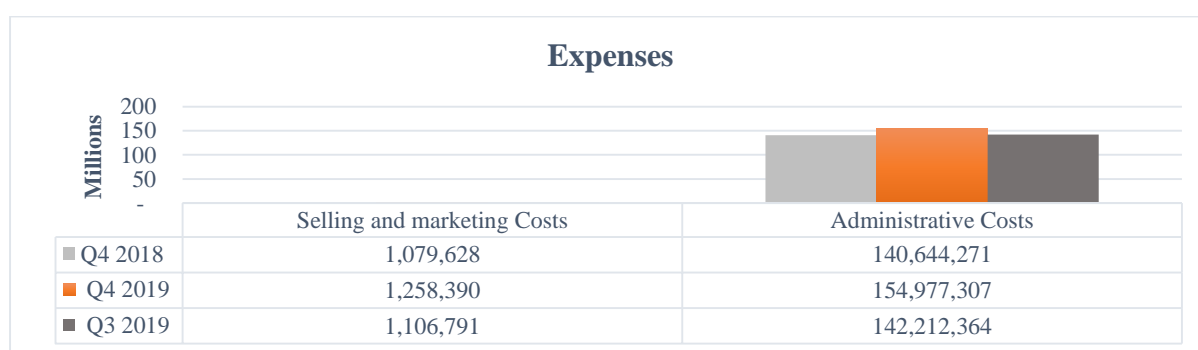 Expenses
Millions
200
150
100
50
-
Selling and marketing Costs Administrative Costs
Q4 2018 1,079,628 140,644,271
Q4 2019 1,258,390 154,977,307
Q3 2019 1,106,791 142,212,364